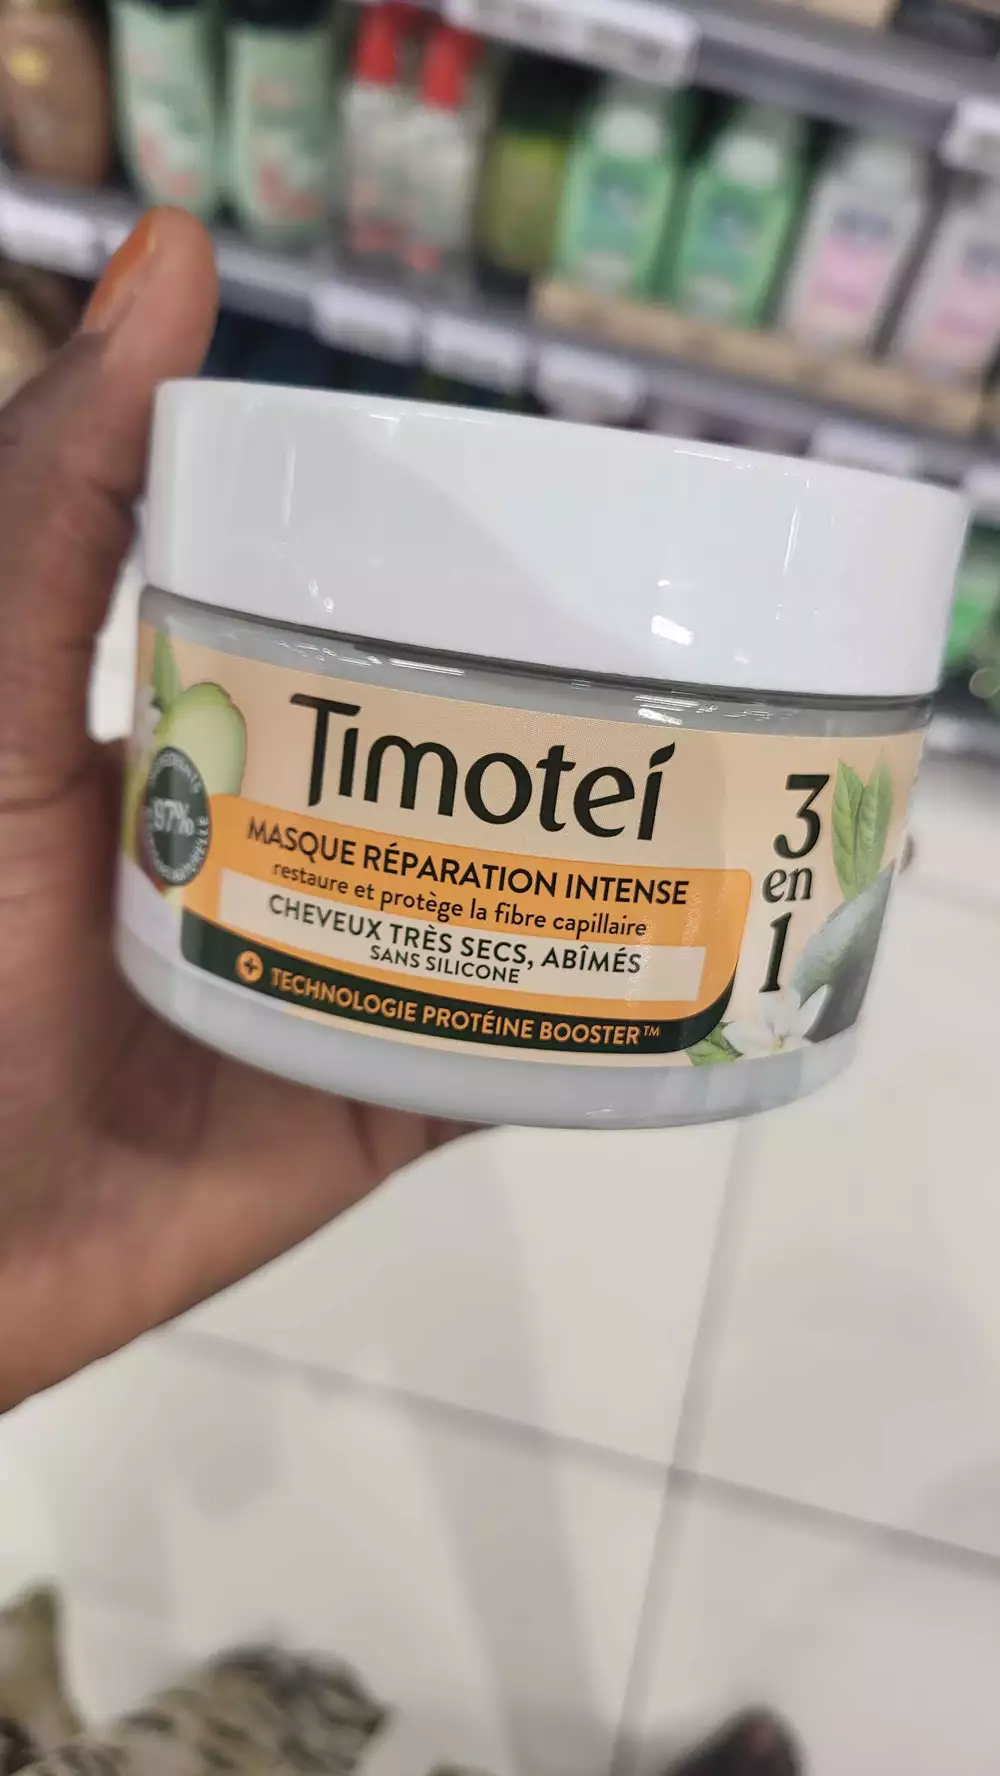 Timoteí
MASQUE RÉPARATION INTENSE
restaure et protège la fibre capillaire
CHEVEUX TRÈS SECS, ABÎMÉS
SANS SILICONE
+ TECHNOLOGIE PROTÉINE BOOSTER™
3
en
1
97%